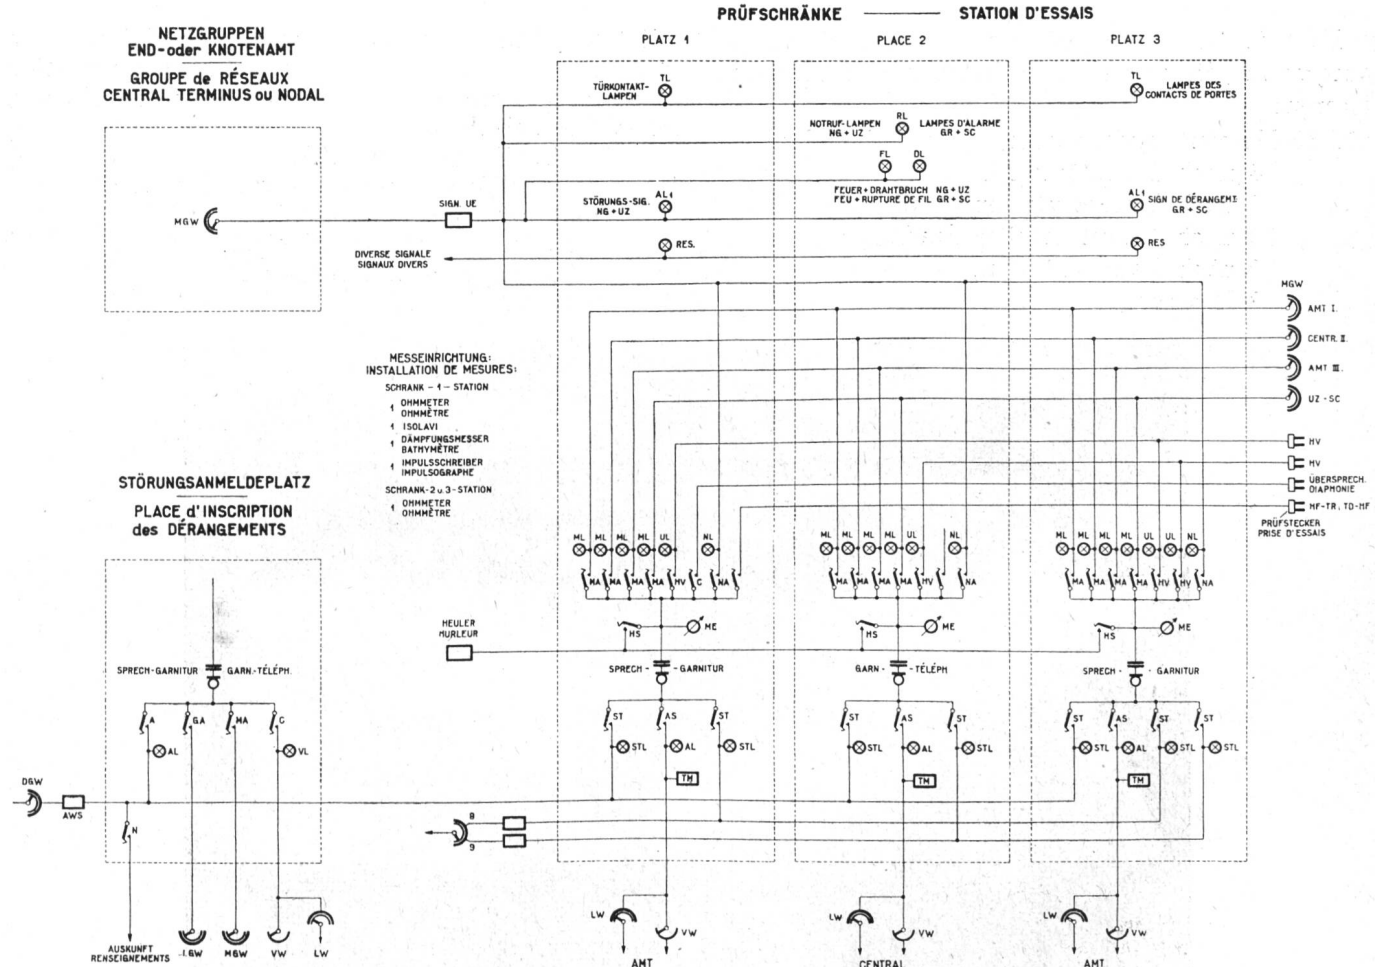 PRÜFSCHRÄNKE STATION D'ESSAIS
NETZGRUPPEN
END-oder KNOTENAMT
GROUPE de RÉSEAUX
CENTRAL TERMINUS ou NODAL
PLATZ 1
PLACE 2
PLATZ 3
TL
TÜRKONTAKT-
LAMPEN
TL
LAMPES DES
CONTACTS DE PORTES
NOTRUF-LAMPEN
NG + UZ
RL
LAMPES D'ALARME
GR + SC
FL
DL
FEUER + DRAHTBRUCH NG + UZ
FEU + RUPTURE DE FIL GR + SC
MGW
SIGN. UE
STÖRUNGS-SIG.
NG + UZ
AL1
AL1
SIGN DE DÉRANGEMT
GR + SC
RES.
RES
DIVERSE SIGNALE
SIGNAUX DIVERS
MGW
AMT I.
CENTR. II.
AMT III.
UZ - SC
HV
HV
ÜBERSPRECH.
DIAPHONIE
MF-TR, TD-MF
PRÜFSTECKER
PRISE D'ESSAIS
MESSEINRICHTUNG:
INSTALLATION DE MESURES:
SCHRANK - 1 - STATION
1 OHMMETER
OHMMÈTRE
1 ISOLAVI
1 DÄMPFUNGSMESSER
BATHYMÈTRE
1 IMPULSSCHREIBER
IMPULSOGRAPHE
SCHRANK-2 u. 3-STATION
1 OHMMETER
OHMMÈTRE
STÖRUNGSANMELDEPLATZ
PLACE d'INSCRIPTION
des DÉRANGEMENTS
ML ML ML ML UL NL
ML ML ML ML UL NL
ML ML ML ML UL UL NL
MA MA MA MA HV C NA
MA MA MA MA HV NA
MA MA MA MA HV HV NA
HEULER
HURLEUR
HS ME
HS ME
HS ME
SPRECH-GARNITUR GARN.-TÉLÉPH.
SPRECH - - GARNITUR
GARN - - TÉLÉPH
SPRECH - - GARNITUR
A GA MA C
ST AS ST
ST AS ST
ST AS ST ST
AL VL
STL AL STL
STL AL STL
STL AL STL STL
TM
TM
TM
DGW
AWS
N
8
9
AUSKUNFT
RENSEIGNEMENTS
I.GW
MGW
VW
LW
LW VW
AMT
LW VW
CENTRAL
LW VW
AMT